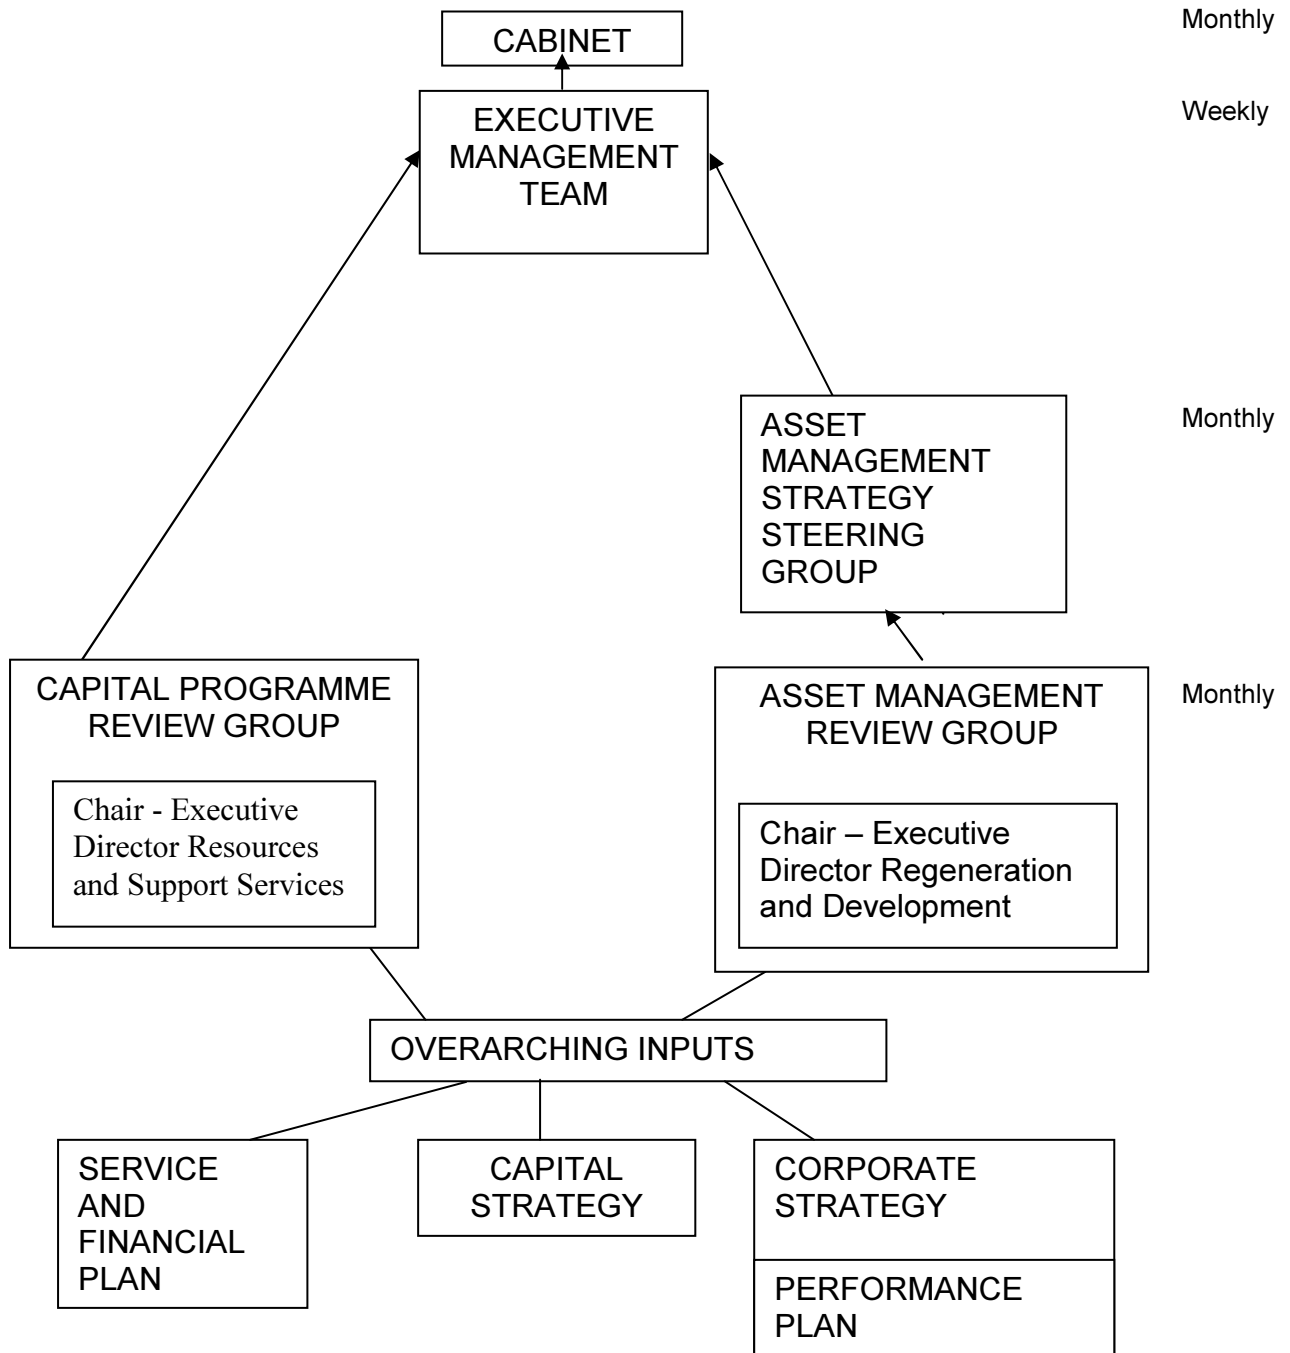 Monthly
CABINET
Weekly
EXECUTIVE
MANAGEMENT
TEAM
Monthly
ASSET
MANAGEMENT
STRATEGY
STEERING
GROUP
CAPITAL PROGRAMME
REVIEW GROUP
Chair - Executive
Director Resources
and Support Services
ASSET MANAGEMENT
REVIEW GROUP
Monthly
Chair – Executive
Director Regeneration
and Development
OVERARCHING INPUTS
SERVICE
AND
FINANCIAL
PLAN
CAPITAL
STRATEGY
CORPORATE
STRATEGY
PERFORMANCE
PLAN